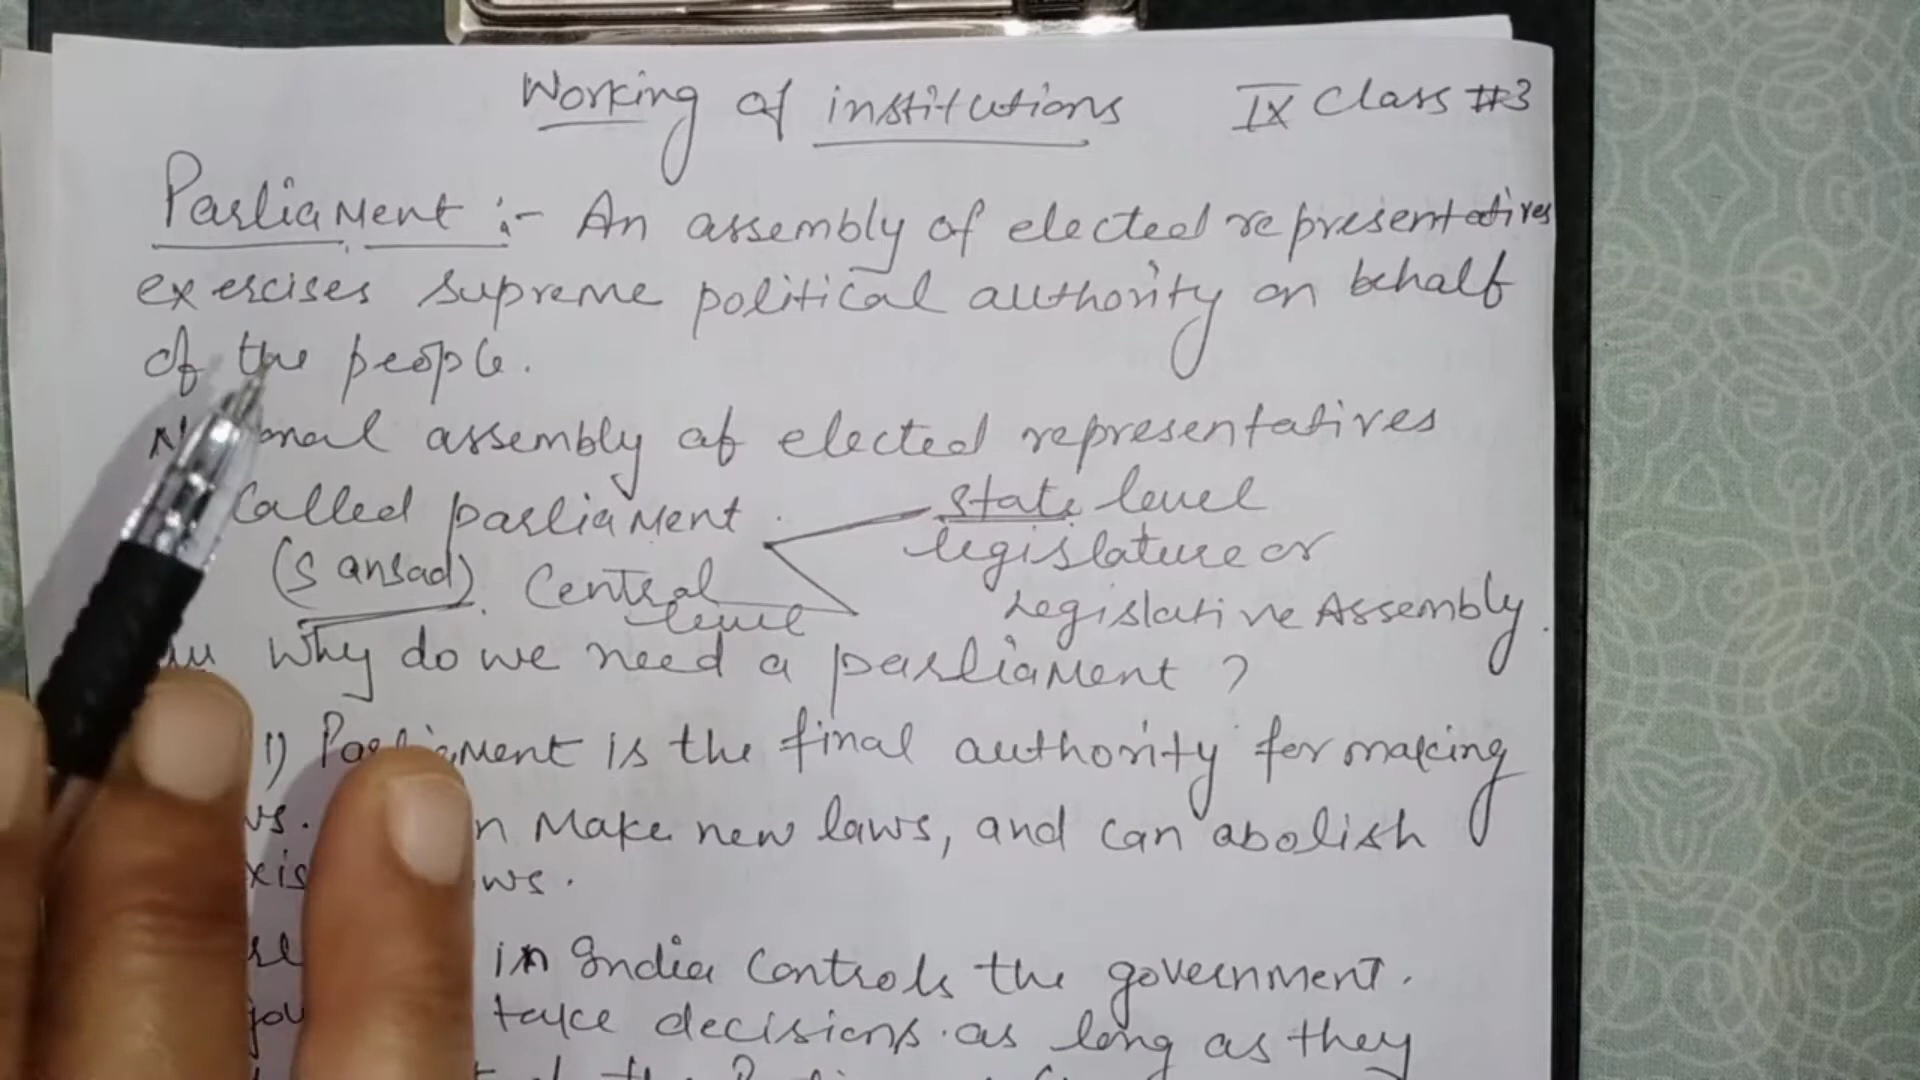 Working of institutions IX Class #3
Parliament :- An assembly of elected representatives
exercises supreme political authority on behalf
of the people.
assembly of elected representatives
Called parliament. state level
legislature or
(Sansad). Central level
Legislative Assembly.
Why do we need a parliament ?
1) Parliament is the final authority for making
make new laws, and can abolish
in India Controls the government.
take decisions as long as they